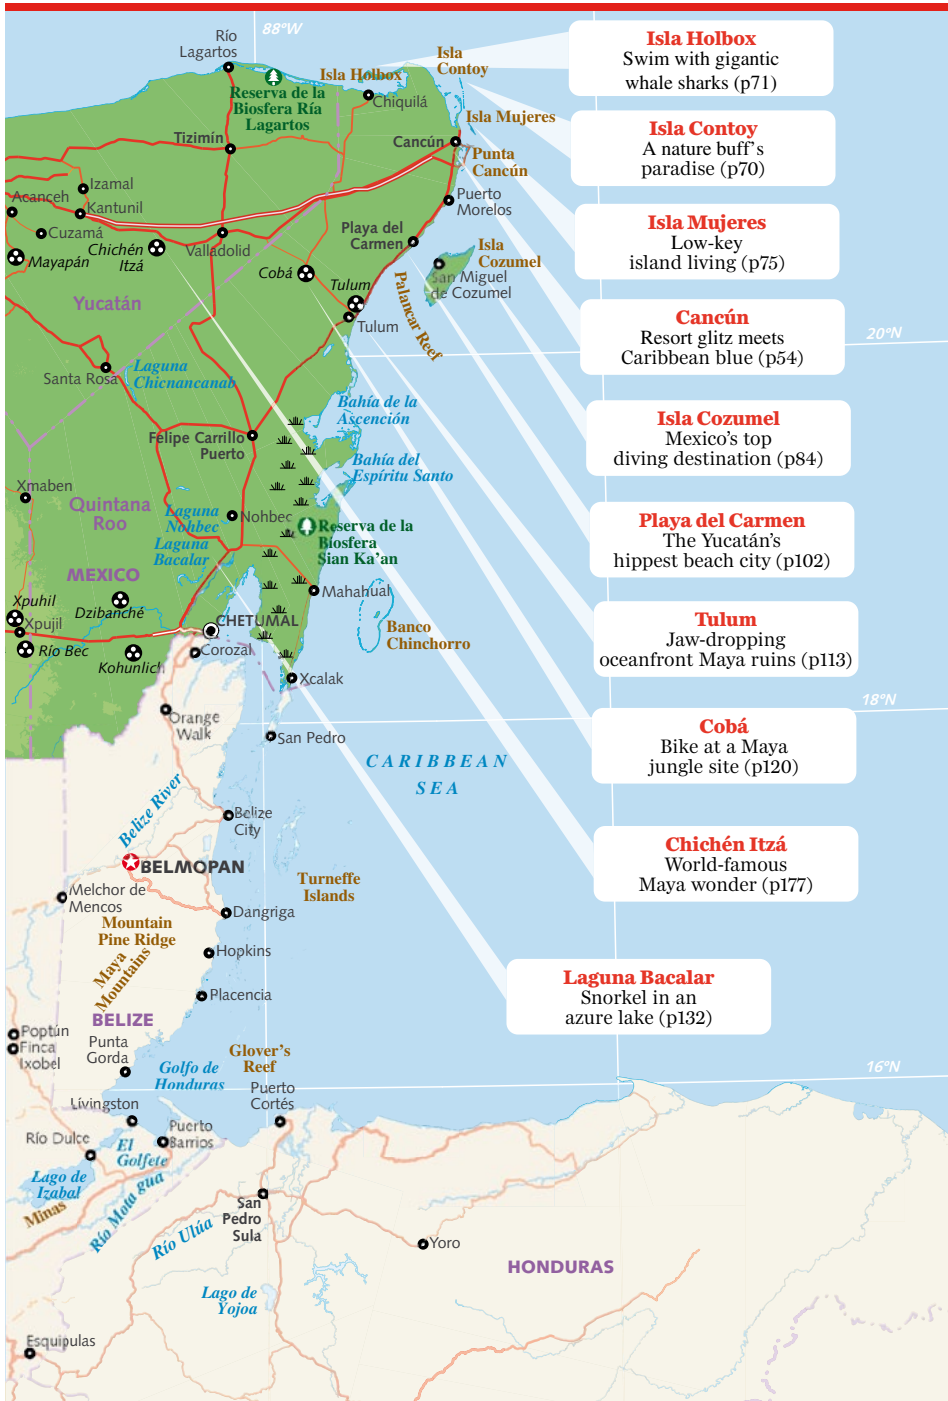 88ºW
Río
Lagartos
Isla
Contoy
Isla Holbox
Reserva de la
Biosfera Ría
Lagartos
Chiquilá
Isla Mujeres
Tizimín
Cancún
Punta
Cancún
Izamal
Acanceh
Kantunil
Puerto
Morelos
Cuzamá
Chichén
Itzá
Valladolid
Playa del
Carmen
Isla
Cozumel
Mayapán
Cobá
Tulum
San Miguel
de Cozumel
Yucatán
Palancar Reef
Tulum
20ºN
Laguna
Chicnancanab
Santa Rosa
Bahía de la
Ascención
Felipe Carrillo
Puerto
Bahía del
Espíritu Santo
Xmaben
Quintana
Roo
Laguna
Nohbec
Nohbec
Laguna
Bacalar
Reserva de la
Biosfera
Sian Ka'an
MEXICO
Mahahual
Xpuhil
Dzibanché
Xpujil
CHETUMAL
Banco
Chinchorro
Río Bec
Kohunlich
Corozal
Xcalak
18ºN
Orange
Walk
San Pedro
CARIBBEAN
SEA
Belize River
Belize
City
BELMOPAN
Turneffe
Islands
Melchor de
Mencos
Dangriga
Mountain
Pine Ridge
Maya
Mountains
Hopkins
Placencia
BELIZE
Poptún
Finca
Ixobel
Punta
Gorda
Glover's
Reef
Golfo de
Honduras
16ºN
Puerto
Cortés
Livingston
Puerto
Barrios
Río Dulce
El
Golfete
Lago de
Izabal
Minas
Río Motagua
San
Pedro
Sula
Río Ulúa
Yoro
HONDURAS
Lago de
Yojoa
Esquipulas
Isla Holbox
Swim with gigantic
whale sharks (p71)
Isla Contoy
A nature buff's
paradise (p70)
Isla Mujeres
Low-key
island living (p75)
Cancún
Resort glitz meets
Caribbean blue (p54)
Isla Cozumel
Mexico's top
diving destination (p84)
Playa del Carmen
The Yucatán's
hippest beach city (p102)
Tulum
Jaw-dropping
oceanfront Maya ruins (p113)
Cobá
Bike at a Maya
jungle site (p120)
Chichén Itzá
World-famous
Maya wonder (p177)
Laguna Bacalar
Snorkel in an
azure lake (p132)